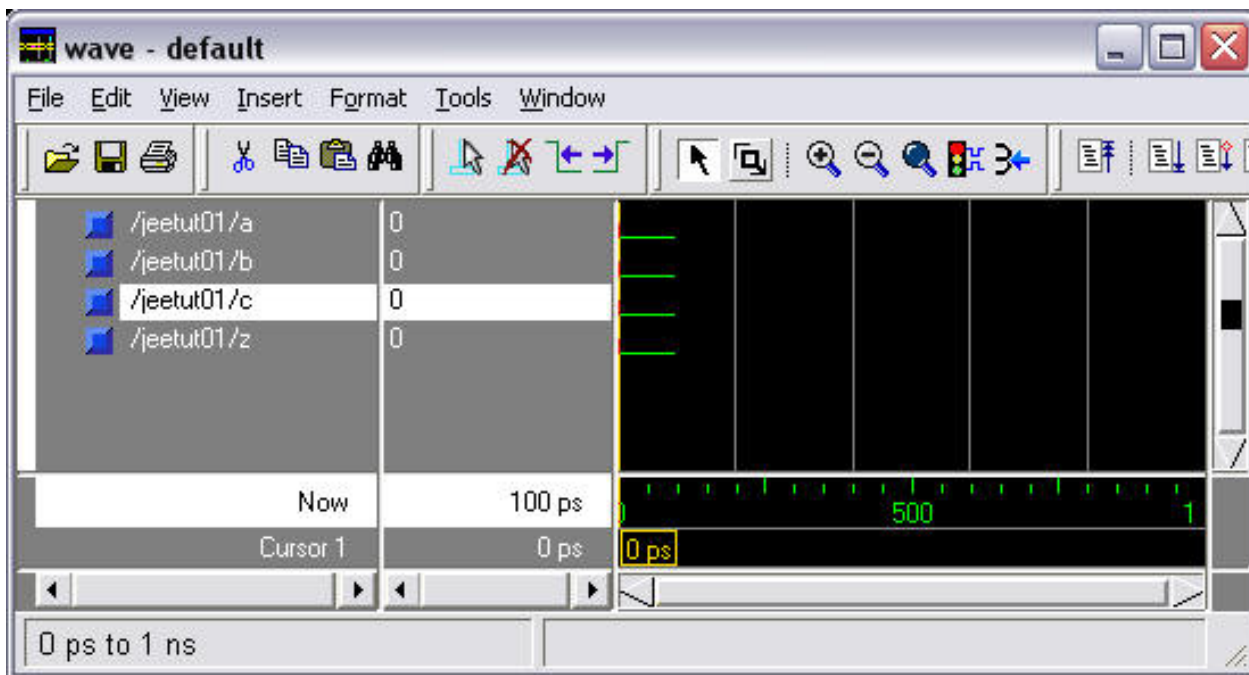 wave - default
File Edit View Insert Format Tools Window
/jeetut01/a 0
/jeetut01/b 0
/jeetut01/c 0
/jeetut01/z 0
Now 100 ps
500 1
Cursor 1 0 ps 0 ps
0 ps to 1 ns